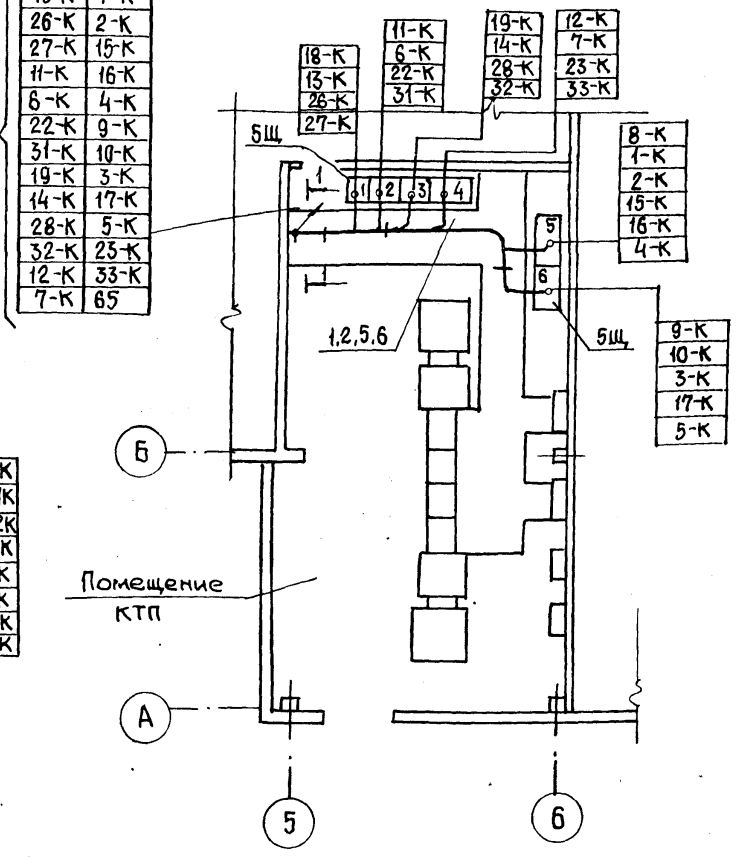 26-К 2-К
27-К 15-К
11-К 16-К
6-К 4-К
22-К 9-К
31-К 10-К
19-К 3-К
14-К 17-К
28-К 5-К
32-К 23-К
12-К 33-К
7-К 65
18-К
13-К
26-К
27-К
11-К
6-К
22-К
31-К
19-К
14-К
28-К
32-К
12-К
7-К
23-К
33-К
8-К
1-К
2-К
15-К
16-К
4-К
5Щ
1
1 2 3 4
5
6
1
1,2,5,6
5Щ
9-К
10-К
3-К
17-К
5-К
Б
К
К
2К
К
К
К
К
К
Помещение
КТП
А
5
6